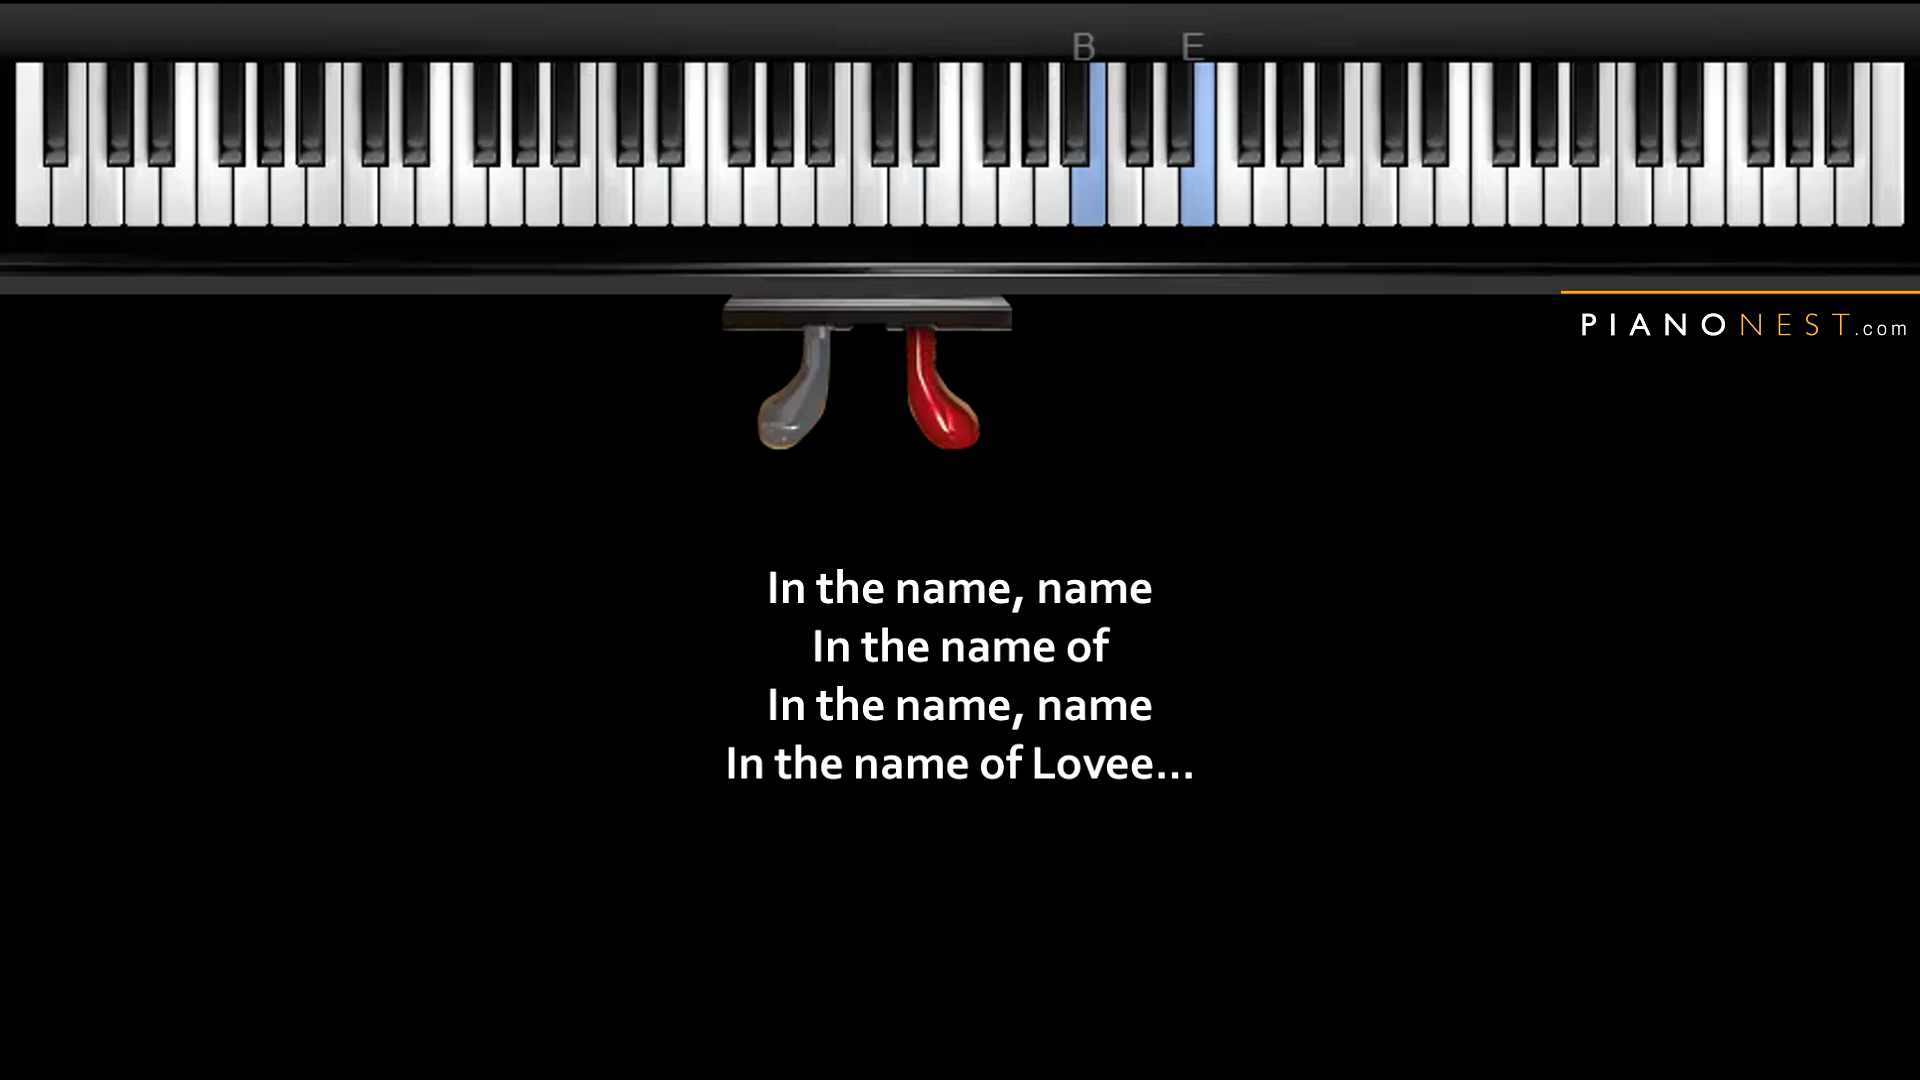 B E
PIANONEST.com
In the name, name
In the name of
In the name, name
In the name of Lovee...